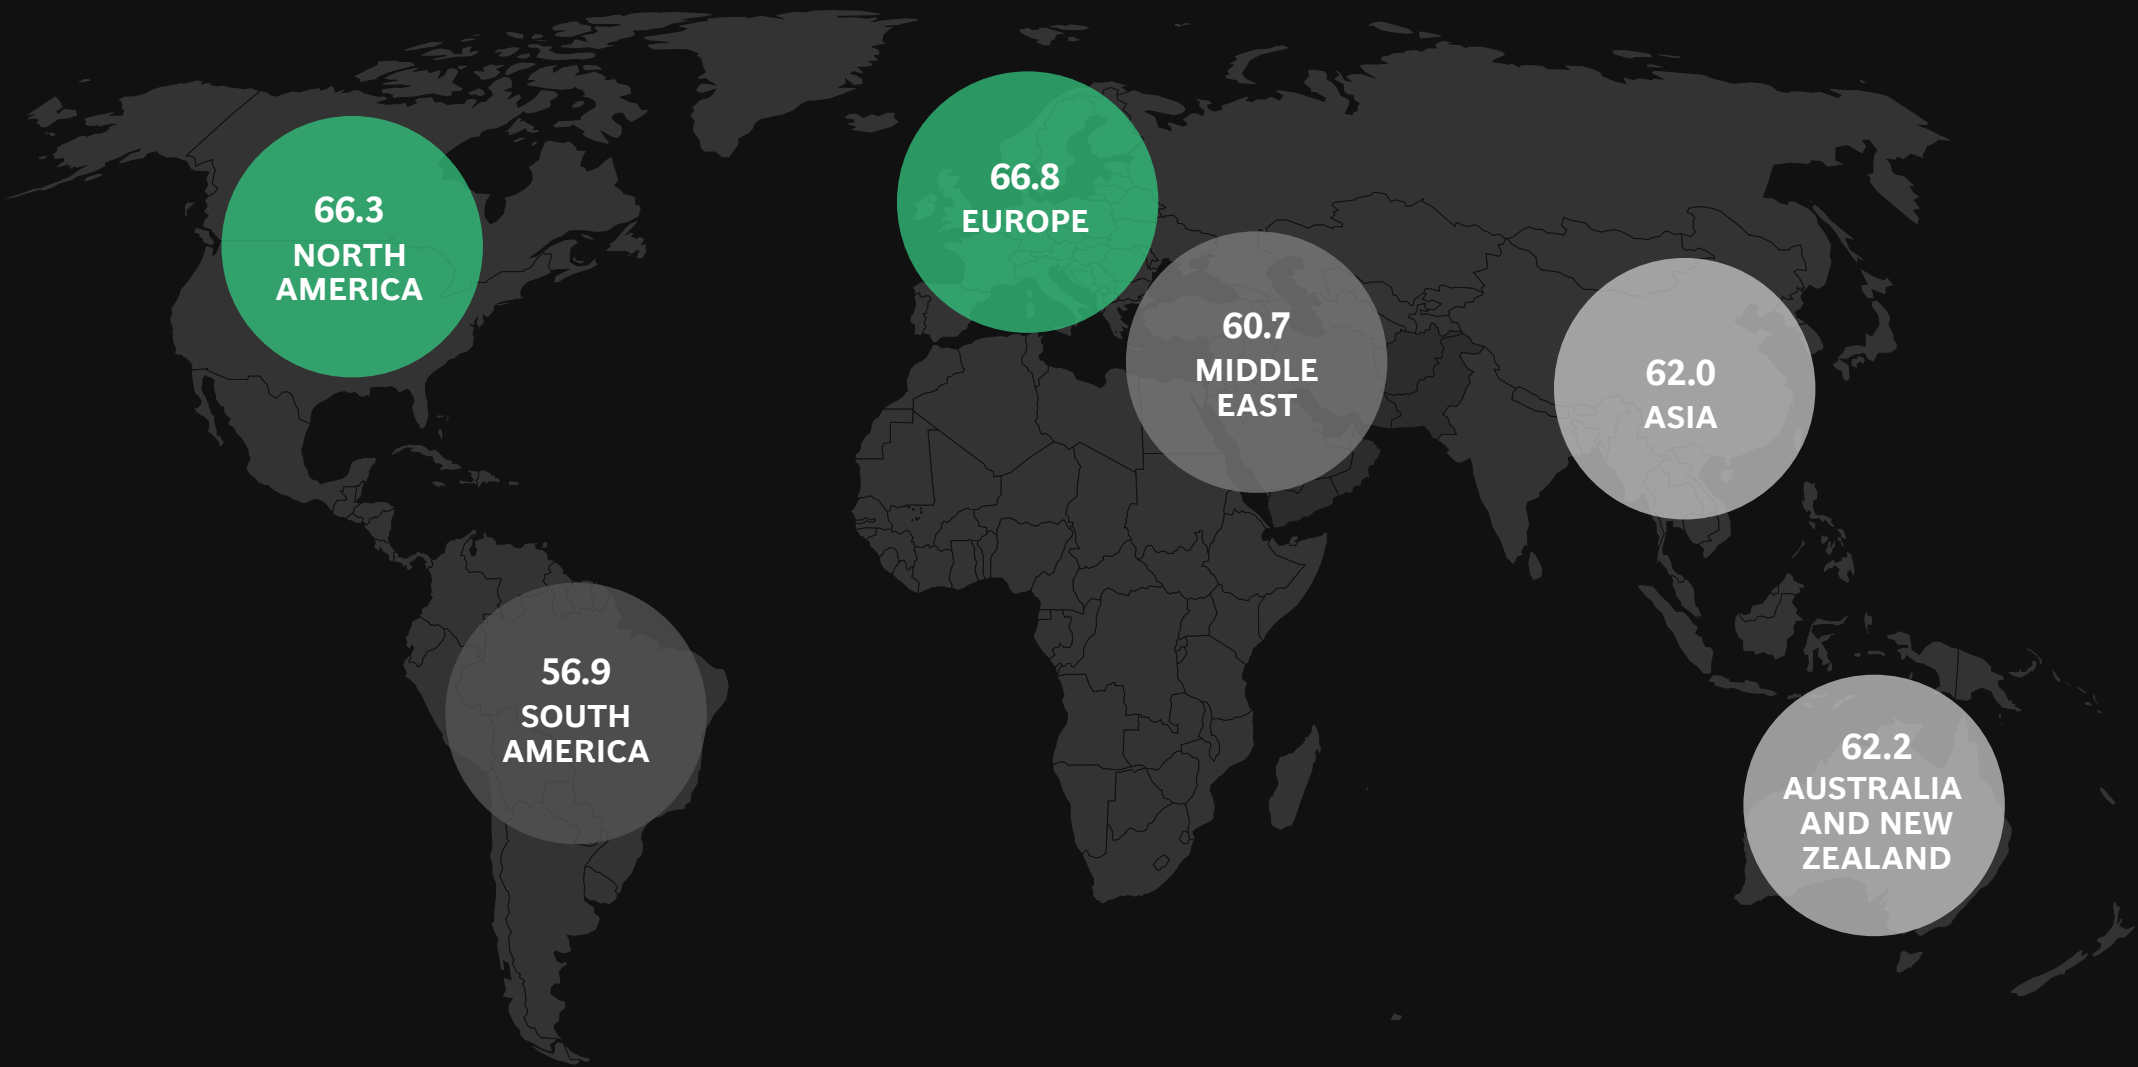 66.3
NORTH
AMERICA
66.8
EUROPE
60.7
MIDDLE
EAST
62.0
ASIA
56.9
SOUTH
AMERICA
62.2
AUSTRALIA
AND NEW
ZEALAND